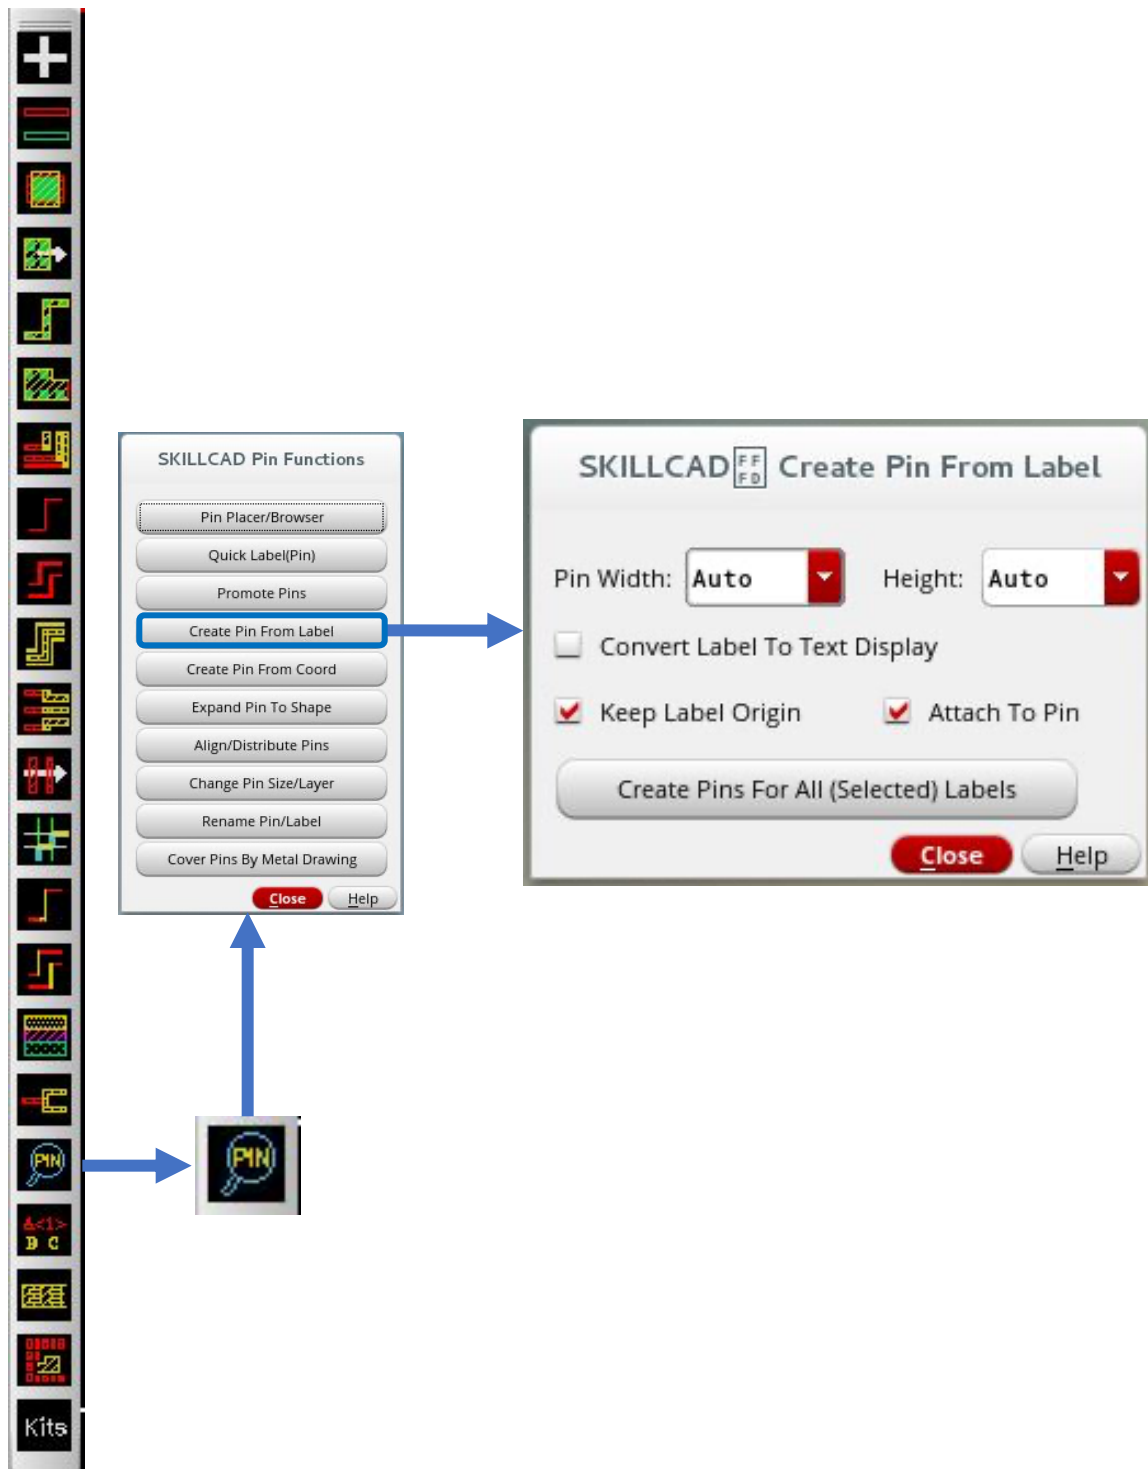 SKILLCAD Pin Functions
Pin Placer/Browser
Quick Label(Pin)
Promote Pins
Create Pin From Label
Create Pin From Coord
Expand Pin To Shape
Align/Distribute Pins
Change Pin Size/Layer
Rename Pin/Label
Cover Pins By Metal Drawing
Close Help
SKILLCAD Create Pin From Label
Pin Width: Auto Height: Auto
Convert Label To Text Display
Keep Label Origin Attach To Pin
Create Pins For All (Selected) Labels
Close Help
PIN
PIN
A<1>
B C
Kits